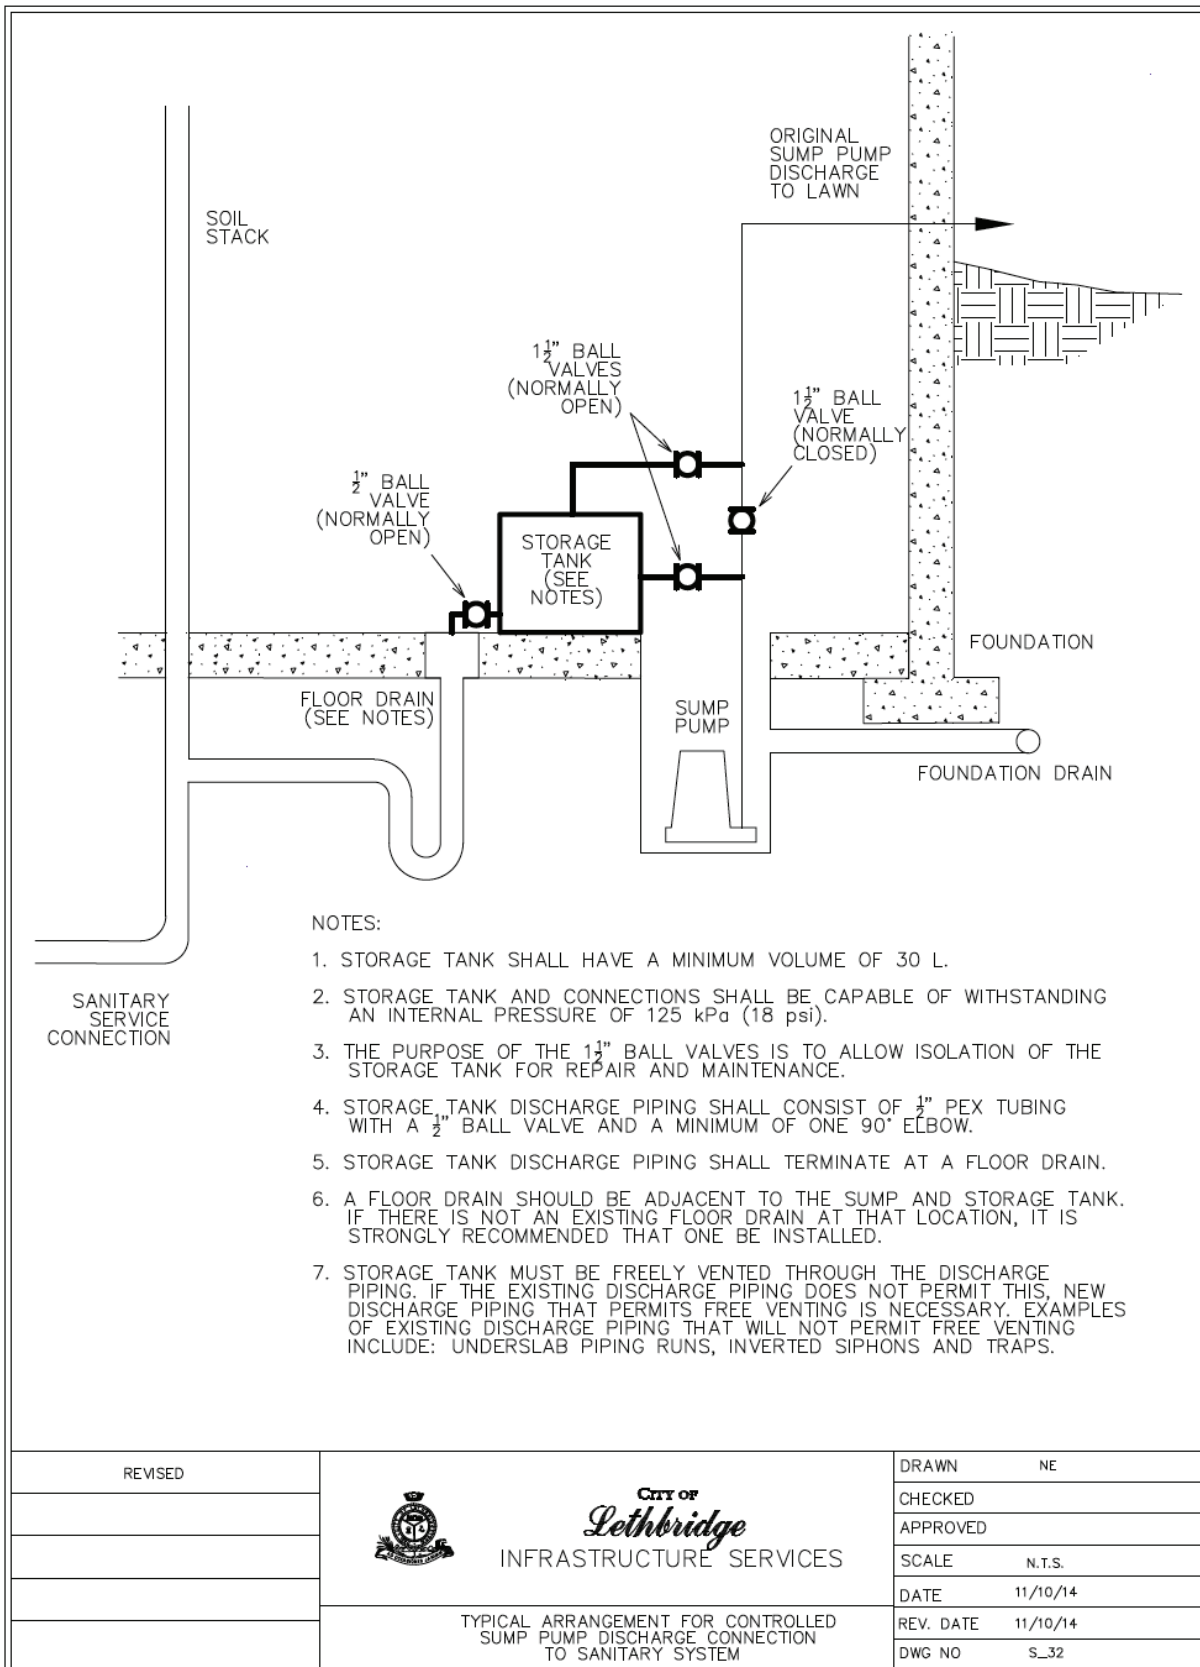 ORIGINAL
SUMP PUMP
DISCHARGE
TO LAWN
SOIL
STACK
1½" BALL
VALVES
(NORMALLY
OPEN)
1½" BALL
VALVE
(NORMALLY
CLOSED)
½" BALL
VALVE
(NORMALLY
OPEN)
STORAGE
TANK
(SEE
NOTES)
FOUNDATION
FLOOR DRAIN
(SEE NOTES)
SUMP
PUMP
FOUNDATION DRAIN
SANITARY
SERVICE
CONNECTION
NOTES:
1. STORAGE TANK SHALL HAVE A MINIMUM VOLUME OF 30 L.
2. STORAGE TANK AND CONNECTIONS SHALL BE CAPABLE OF WITHSTANDING
AN INTERNAL PRESSURE OF 125 kPa (18 psi).
3. THE PURPOSE OF THE 1½" BALL VALVES IS TO ALLOW ISOLATION OF THE
STORAGE TANK FOR REPAIR AND MAINTENANCE.
4. STORAGE TANK DISCHARGE PIPING SHALL CONSIST OF ½" PEX TUBING
WITH A ½" BALL VALVE AND A MINIMUM OF ONE 90° ELBOW.
5. STORAGE TANK DISCHARGE PIPING SHALL TERMINATE AT A FLOOR DRAIN.
6. A FLOOR DRAIN SHOULD BE ADJACENT TO THE SUMP AND STORAGE TANK.
IF THERE IS NOT AN EXISTING FLOOR DRAIN AT THAT LOCATION, IT IS
STRONGLY RECOMMENDED THAT ONE BE INSTALLED.
7. STORAGE TANK MUST BE FREELY VENTED THROUGH THE DISCHARGE
PIPING. IF THE EXISTING DISCHARGE PIPING DOES NOT PERMIT THIS, NEW
DISCHARGE PIPING THAT PERMITS FREE VENTING IS NECESSARY. EXAMPLES
OF EXISTING DISCHARGE PIPING THAT WILL NOT PERMIT FREE VENTING
INCLUDE: UNDERSLAB PIPING RUNS, INVERTED SIPHONS AND TRAPS.
REVISED
CITY OF
Lethbridge
INFRASTRUCTURE SERVICES
TYPICAL ARRANGEMENT FOR CONTROLLED
SUMP PUMP DISCHARGE CONNECTION
TO SANITARY SYSTEM
DRAWN NE
CHECKED
APPROVED
SCALE N.T.S.
DATE 11/10/14
REV. DATE 11/10/14
DWG NO S_32